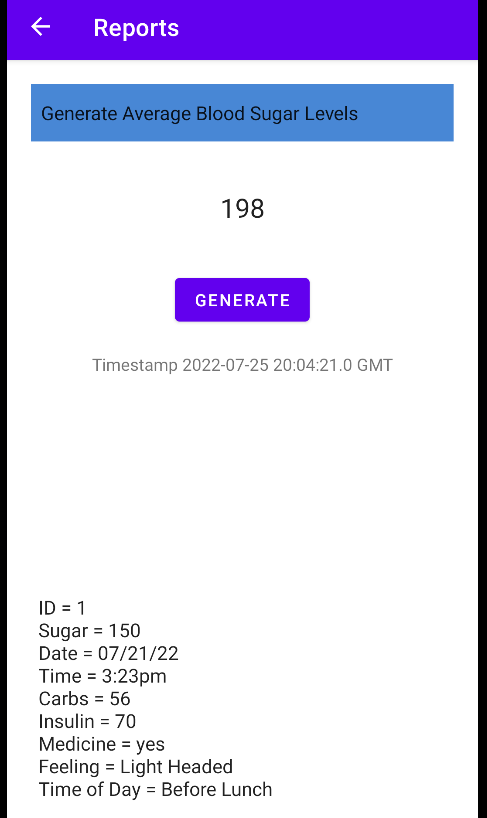 Reports
Generate Average Blood Sugar Levels
198
GENERATE
Timestamp 2022-07-25 20:04:21.0 GMT
ID = 1
Sugar = 150
Date = 07/21/22
Time = 3:23pm
Carbs = 56
Insulin = 70
Medicine = yes
Feeling = Light Headed
Time of Day = Before Lunch